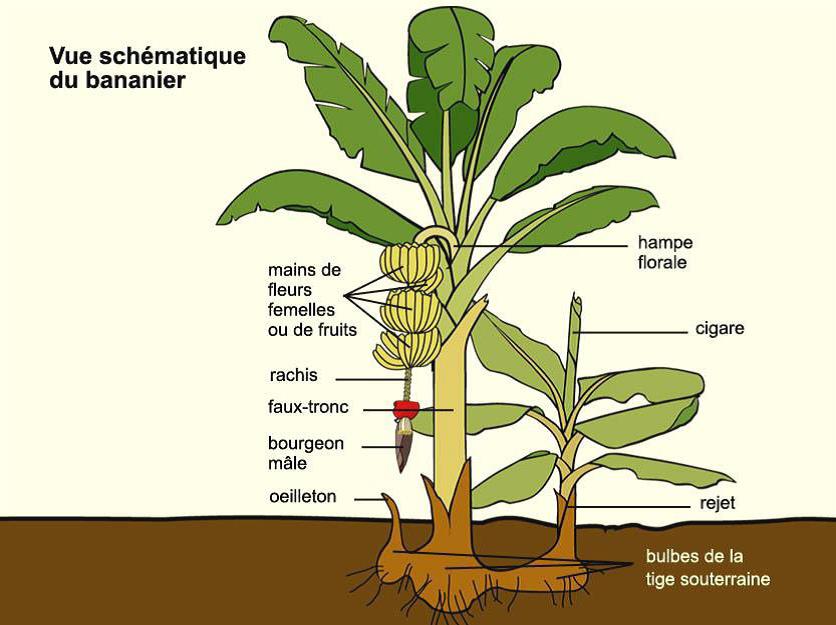 Vue schématique
du bananier
hampe
florale
mains de
fleurs
femelles
ou de fruits
cigare
rachis
faux-tronc
bourgeon
mâle
oeilleton
rejet
bulbes de la
tige souterraine